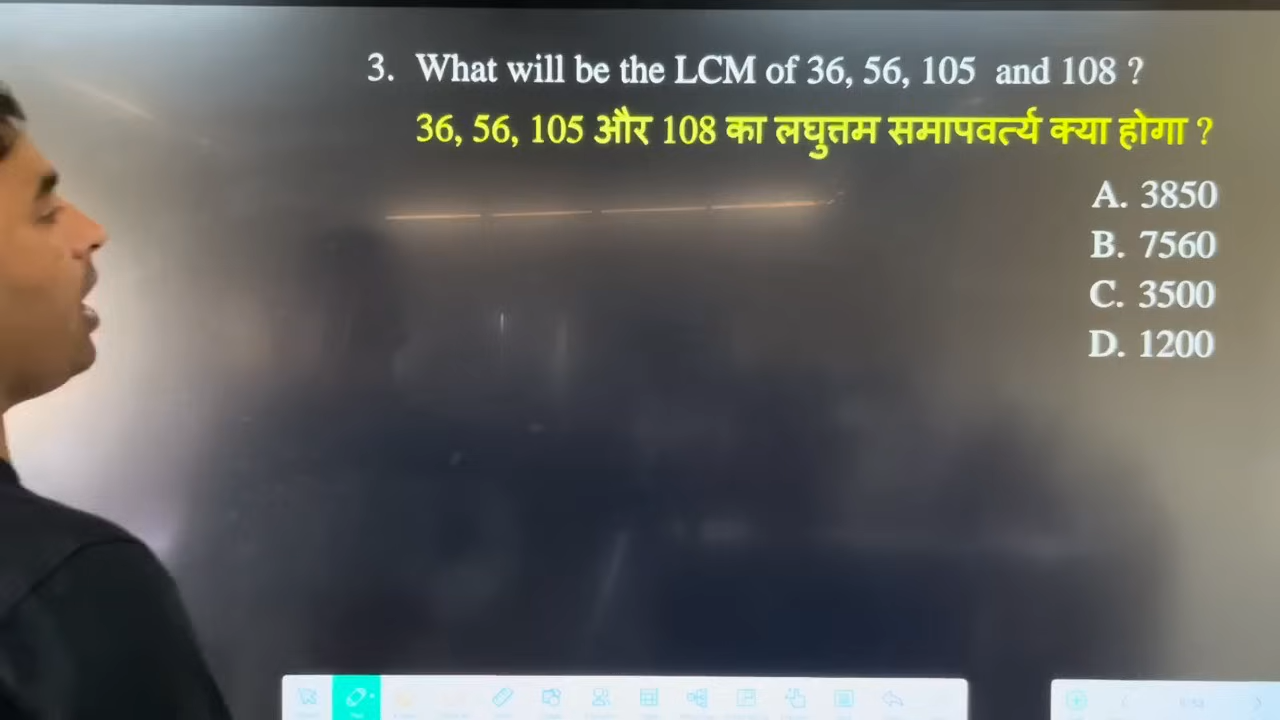 3. What will be the LCM of 36, 56, 105 and 108 ?
36, 56, 105 और 108 का लघुत्तम समापवर्त्य क्या होगा ?
A. 3850
B. 7560
C. 3500
D. 1200